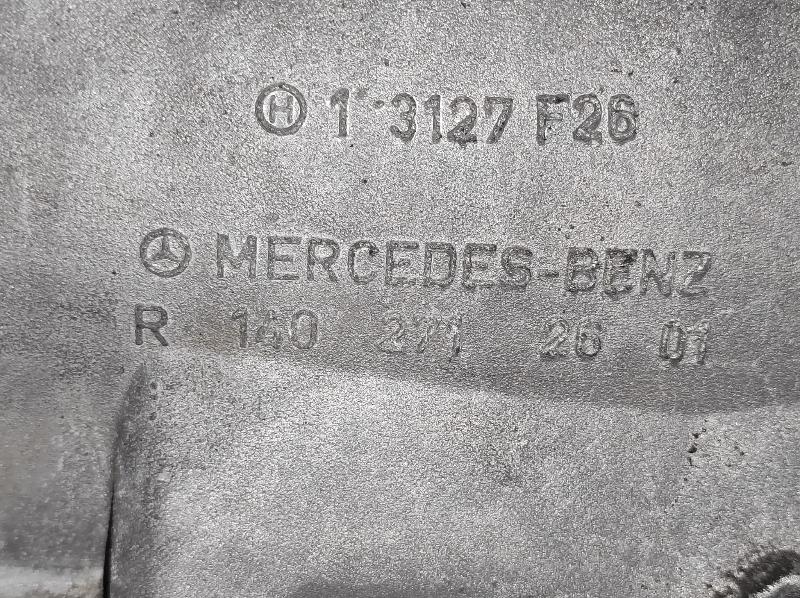 H 1 3127 F26
MERCEDES-BENZ
R 140 271 26 01